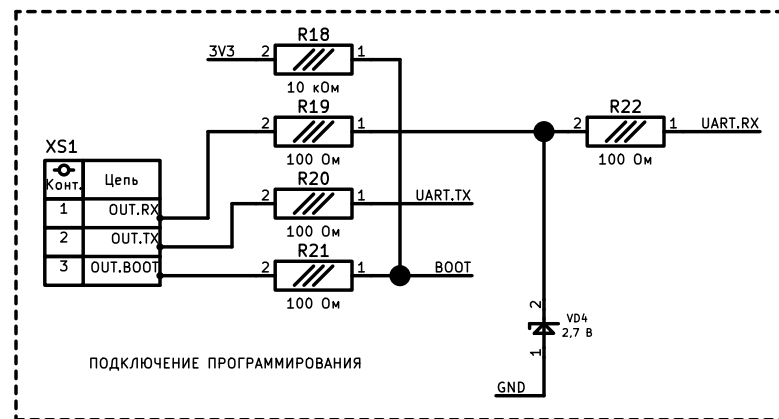 R18
3V3 2 1
10 кОм
R19
2 1
100 Ом
R22
2 1 UART.RX
100 Ом
XS1
Конт. Цепь
1 OUT.RX
2 OUT.TX
3 OUT.BOOT
R20
2 1 UART.TX
100 Ом
R21
2 1 BOOT
100 Ом
2
VD4
2,7 В
1
GND
ПОДКЛЮЧЕНИЕ ПРОГРАММИРОВАНИЯ